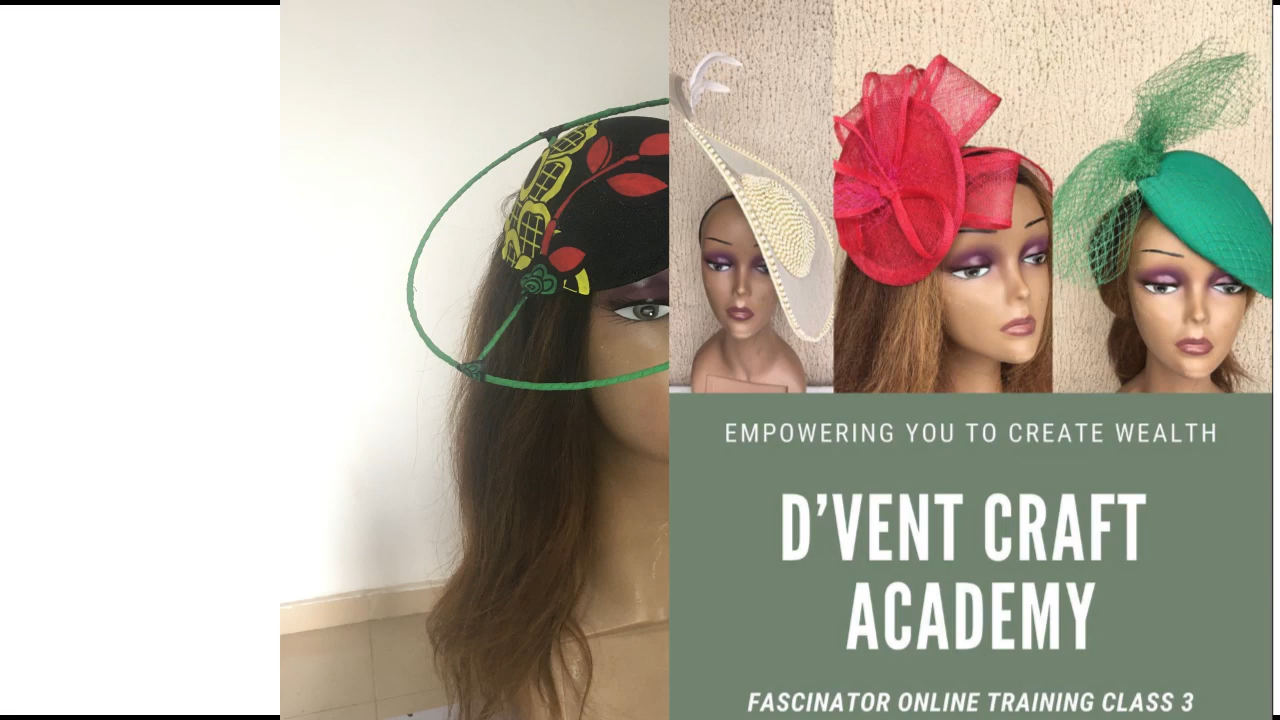 EMPOWERING YOU TO CREATE WEALTH
D'VENT CRAFT
ACADEMY
FASCINATOR ONLINE TRAINING CLASS 3